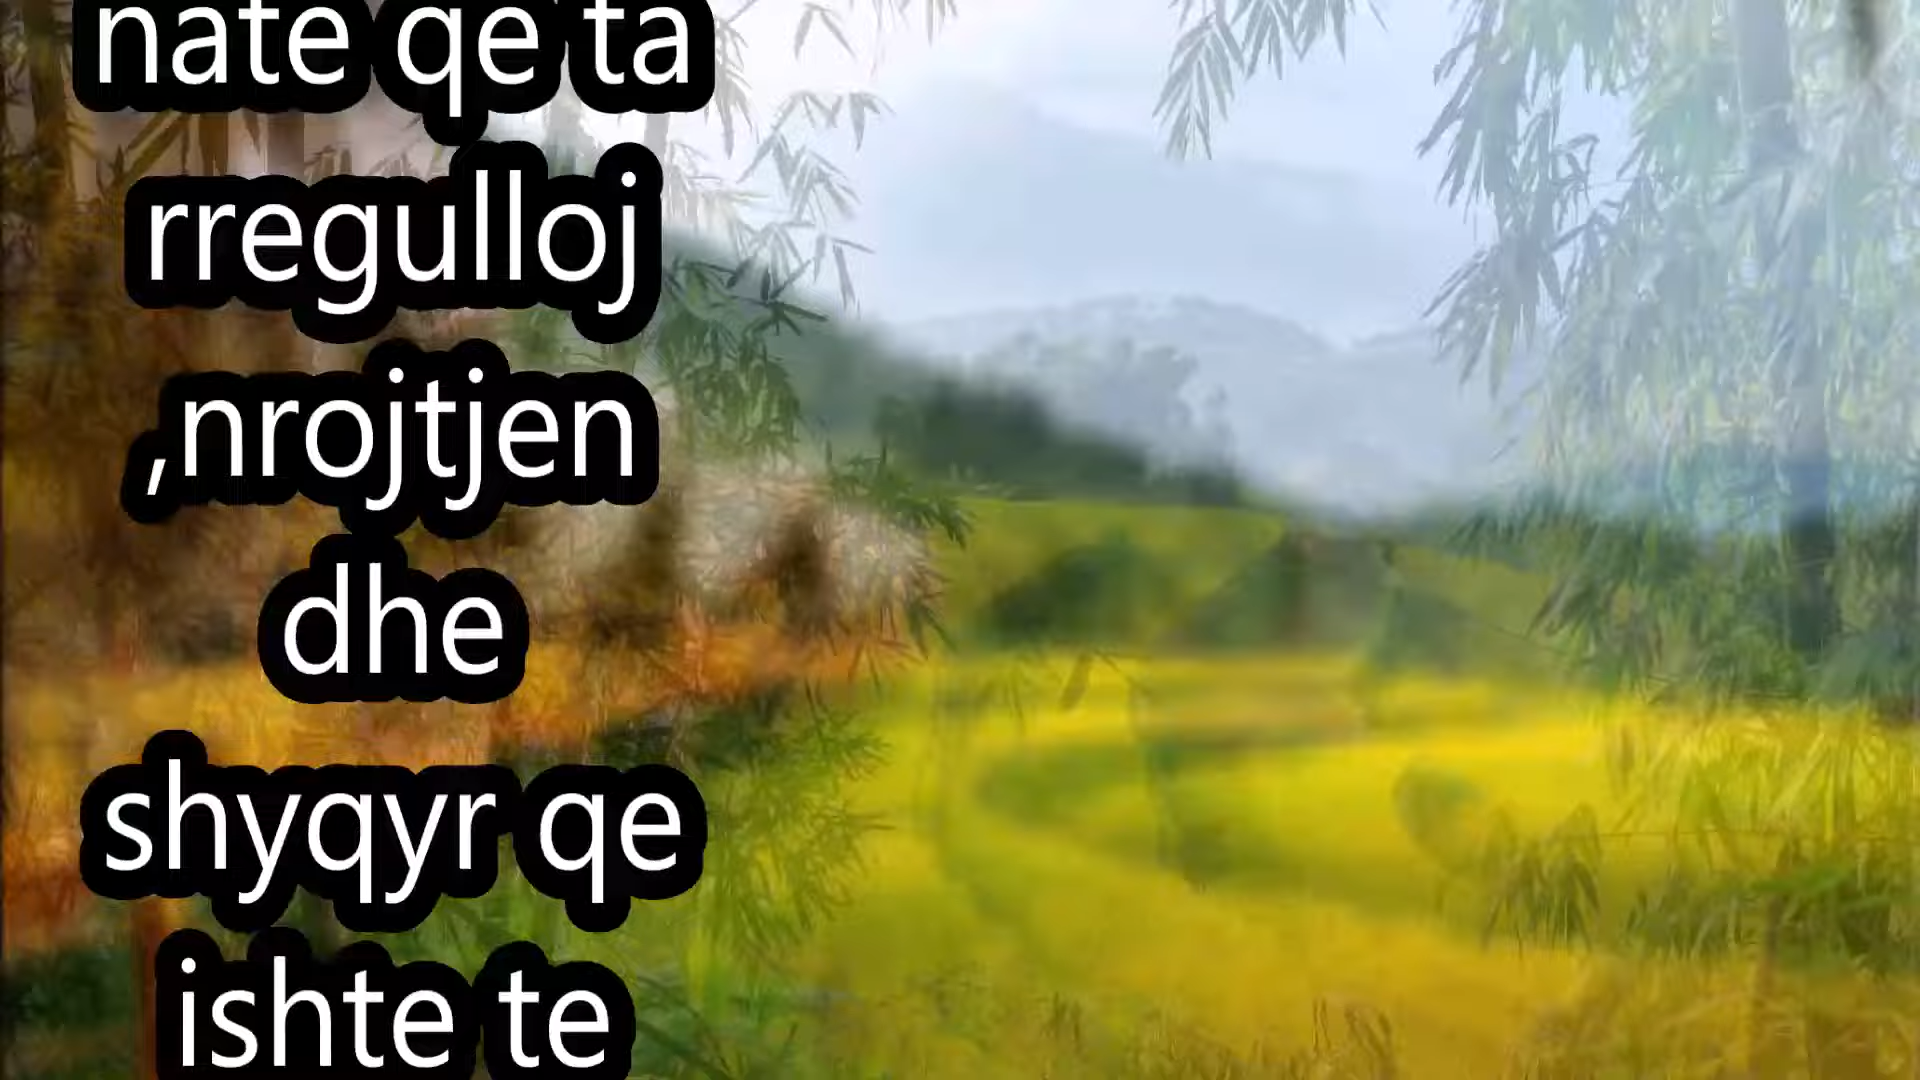 nate qe ta
rregulloj
,nrojtjen
dhe
shyqyr qe
ishte te